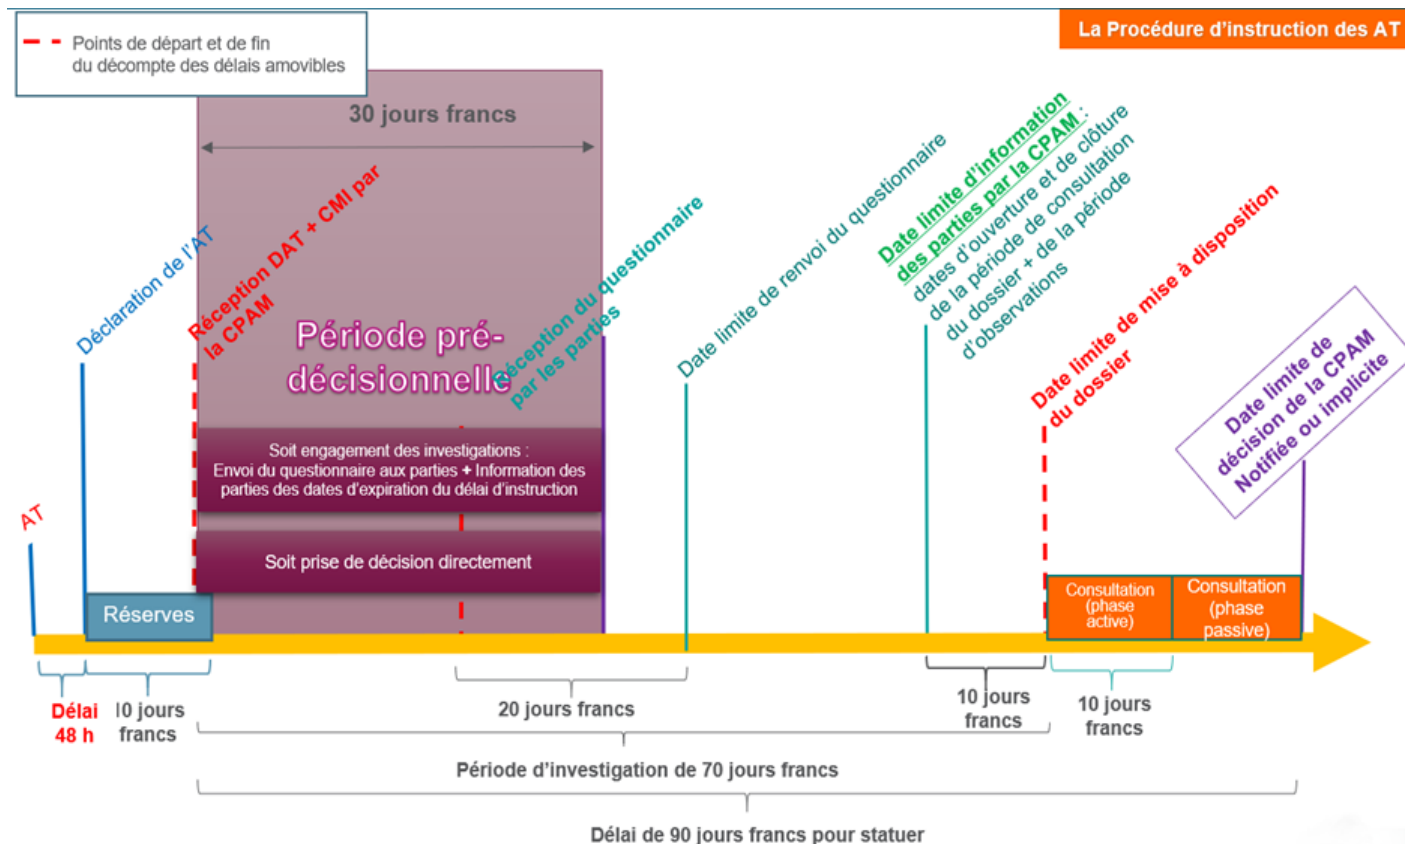 La Procédure d'instruction des AT
Points de départ et de fin
du décompte des délais amovibles
30 jours francs
AT
Déclaration de l'AT
Réception DAT + CMI par
la CPAM
Période pré-
décisionnelle
Réception du questionnaire
par les parties
Date limite de renvoi du questionnaire
Date limite d'information
des parties par la CPAM :
dates d'ouverture et de clôture
de la période de consultation
du dossier + de la période
d'observations
Date limite de mise à disposition
du dossier
Date limite de
décision de la CPAM
Notifiée ou implicite
Soit engagement des investigations :
Envoi du questionnaire aux parties + Information des
parties des dates d'expiration du délai d'instruction
Soit prise de décision directement
Réserves
Consultation
(phase
active)
Consultation
(phase
passive)
Délai
48 h
10 jours
francs
20 jours francs
10 jours
francs
10 jours
francs
Période d'investigation de 70 jours francs
Délai de 90 jours francs pour statuer